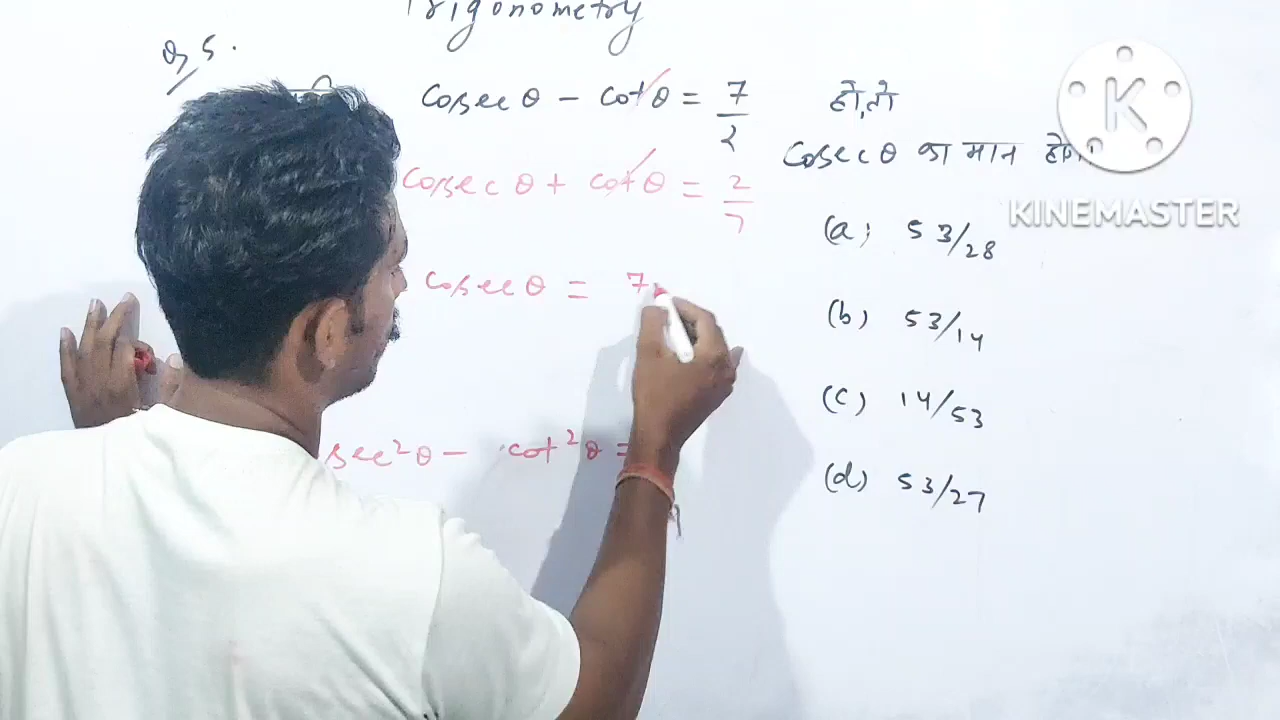 Trigonometry
Q 5.
cosec θ - cot θ = 7/2 हो, तो
cosec θ का मान
cosec θ + cot θ = 2/7
(a) 53/28
cosec θ = 7
(b) 53/14
(c) 14/53
sec²θ - cot²θ =
(d) 53/27
KINEMASTER